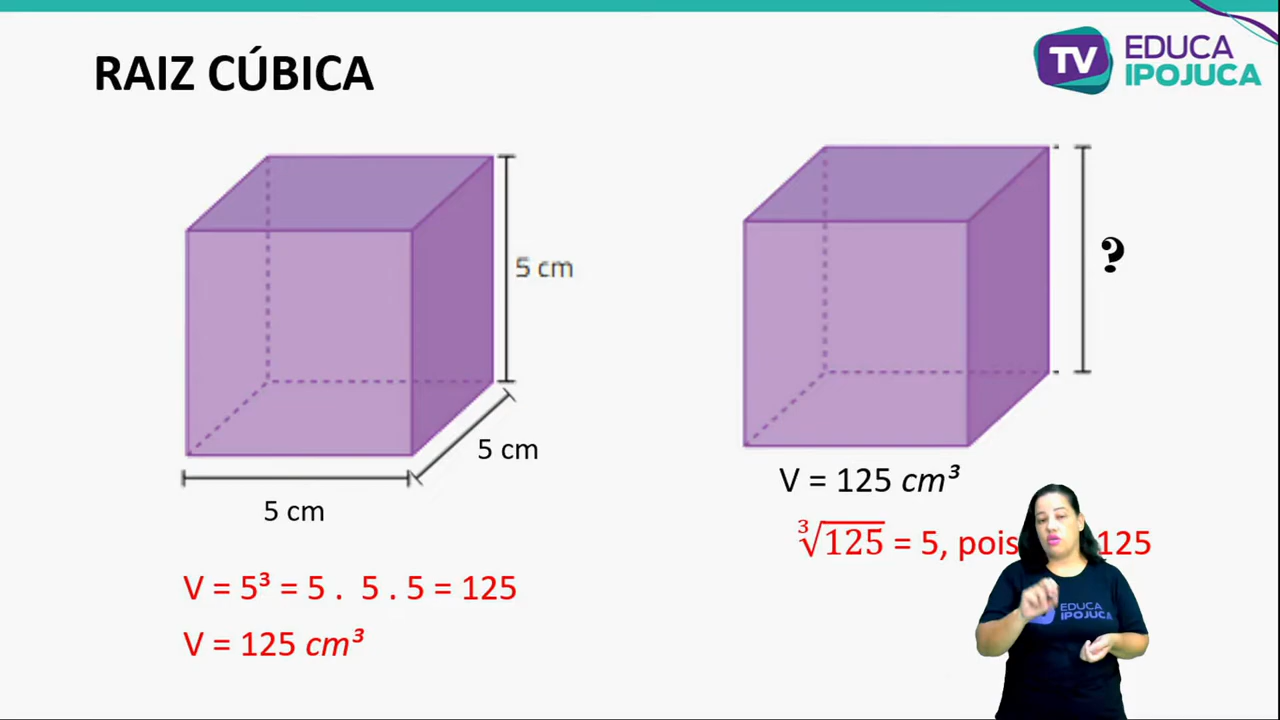 RAIZ CÚBICA
TV EDUCA
IPOJUCA
5 cm
5 cm
5 cm
V = 5³ = 5 . 5 . 5 = 125
V = 125 cm³
?
V = 125 cm³
³√125 = 5, pois 125
EDUCA
IPOJUCA